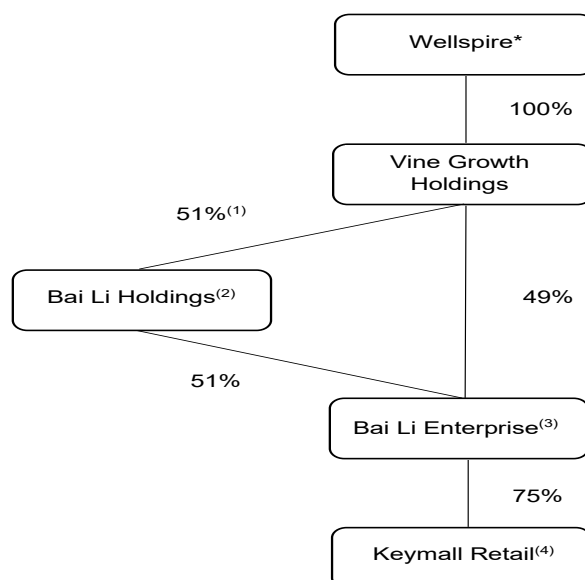 Wellspire*
100%
Vine Growth
Holdings
51%(1)
Bai Li Holdings(2)
49%
51%
Bai Li Enterprise(3)
75%
Keymall Retail(4)